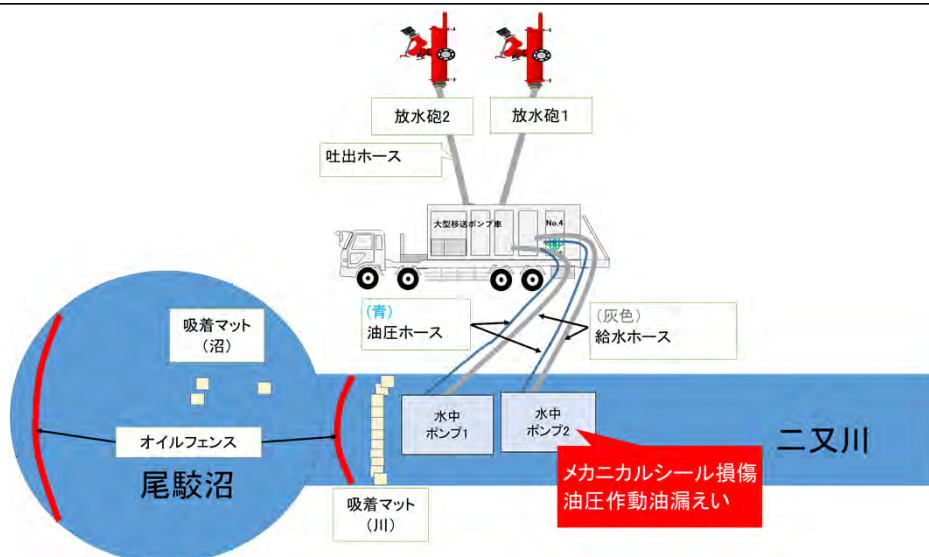 放水砲2
放水砲1
吐出ホース
大型移送ポンプ車
No.4
(青)
油圧ホース
(灰色)
給水ホース
吸着マット
(沼)
水中
ポンプ1
水中
ポンプ2
二又川
オイルフェンス
メカニカルシール損傷
油圧作動油漏えい
尾駮沼
吸着マット
(川)